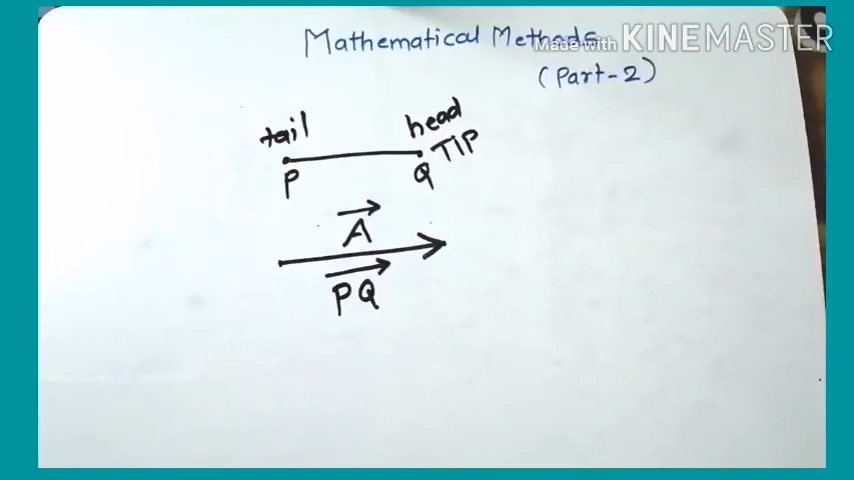 Mathematical Methods
Made with KINEMASTER
(Part-2)
tail
head
TIP
P
Q
A
PQ